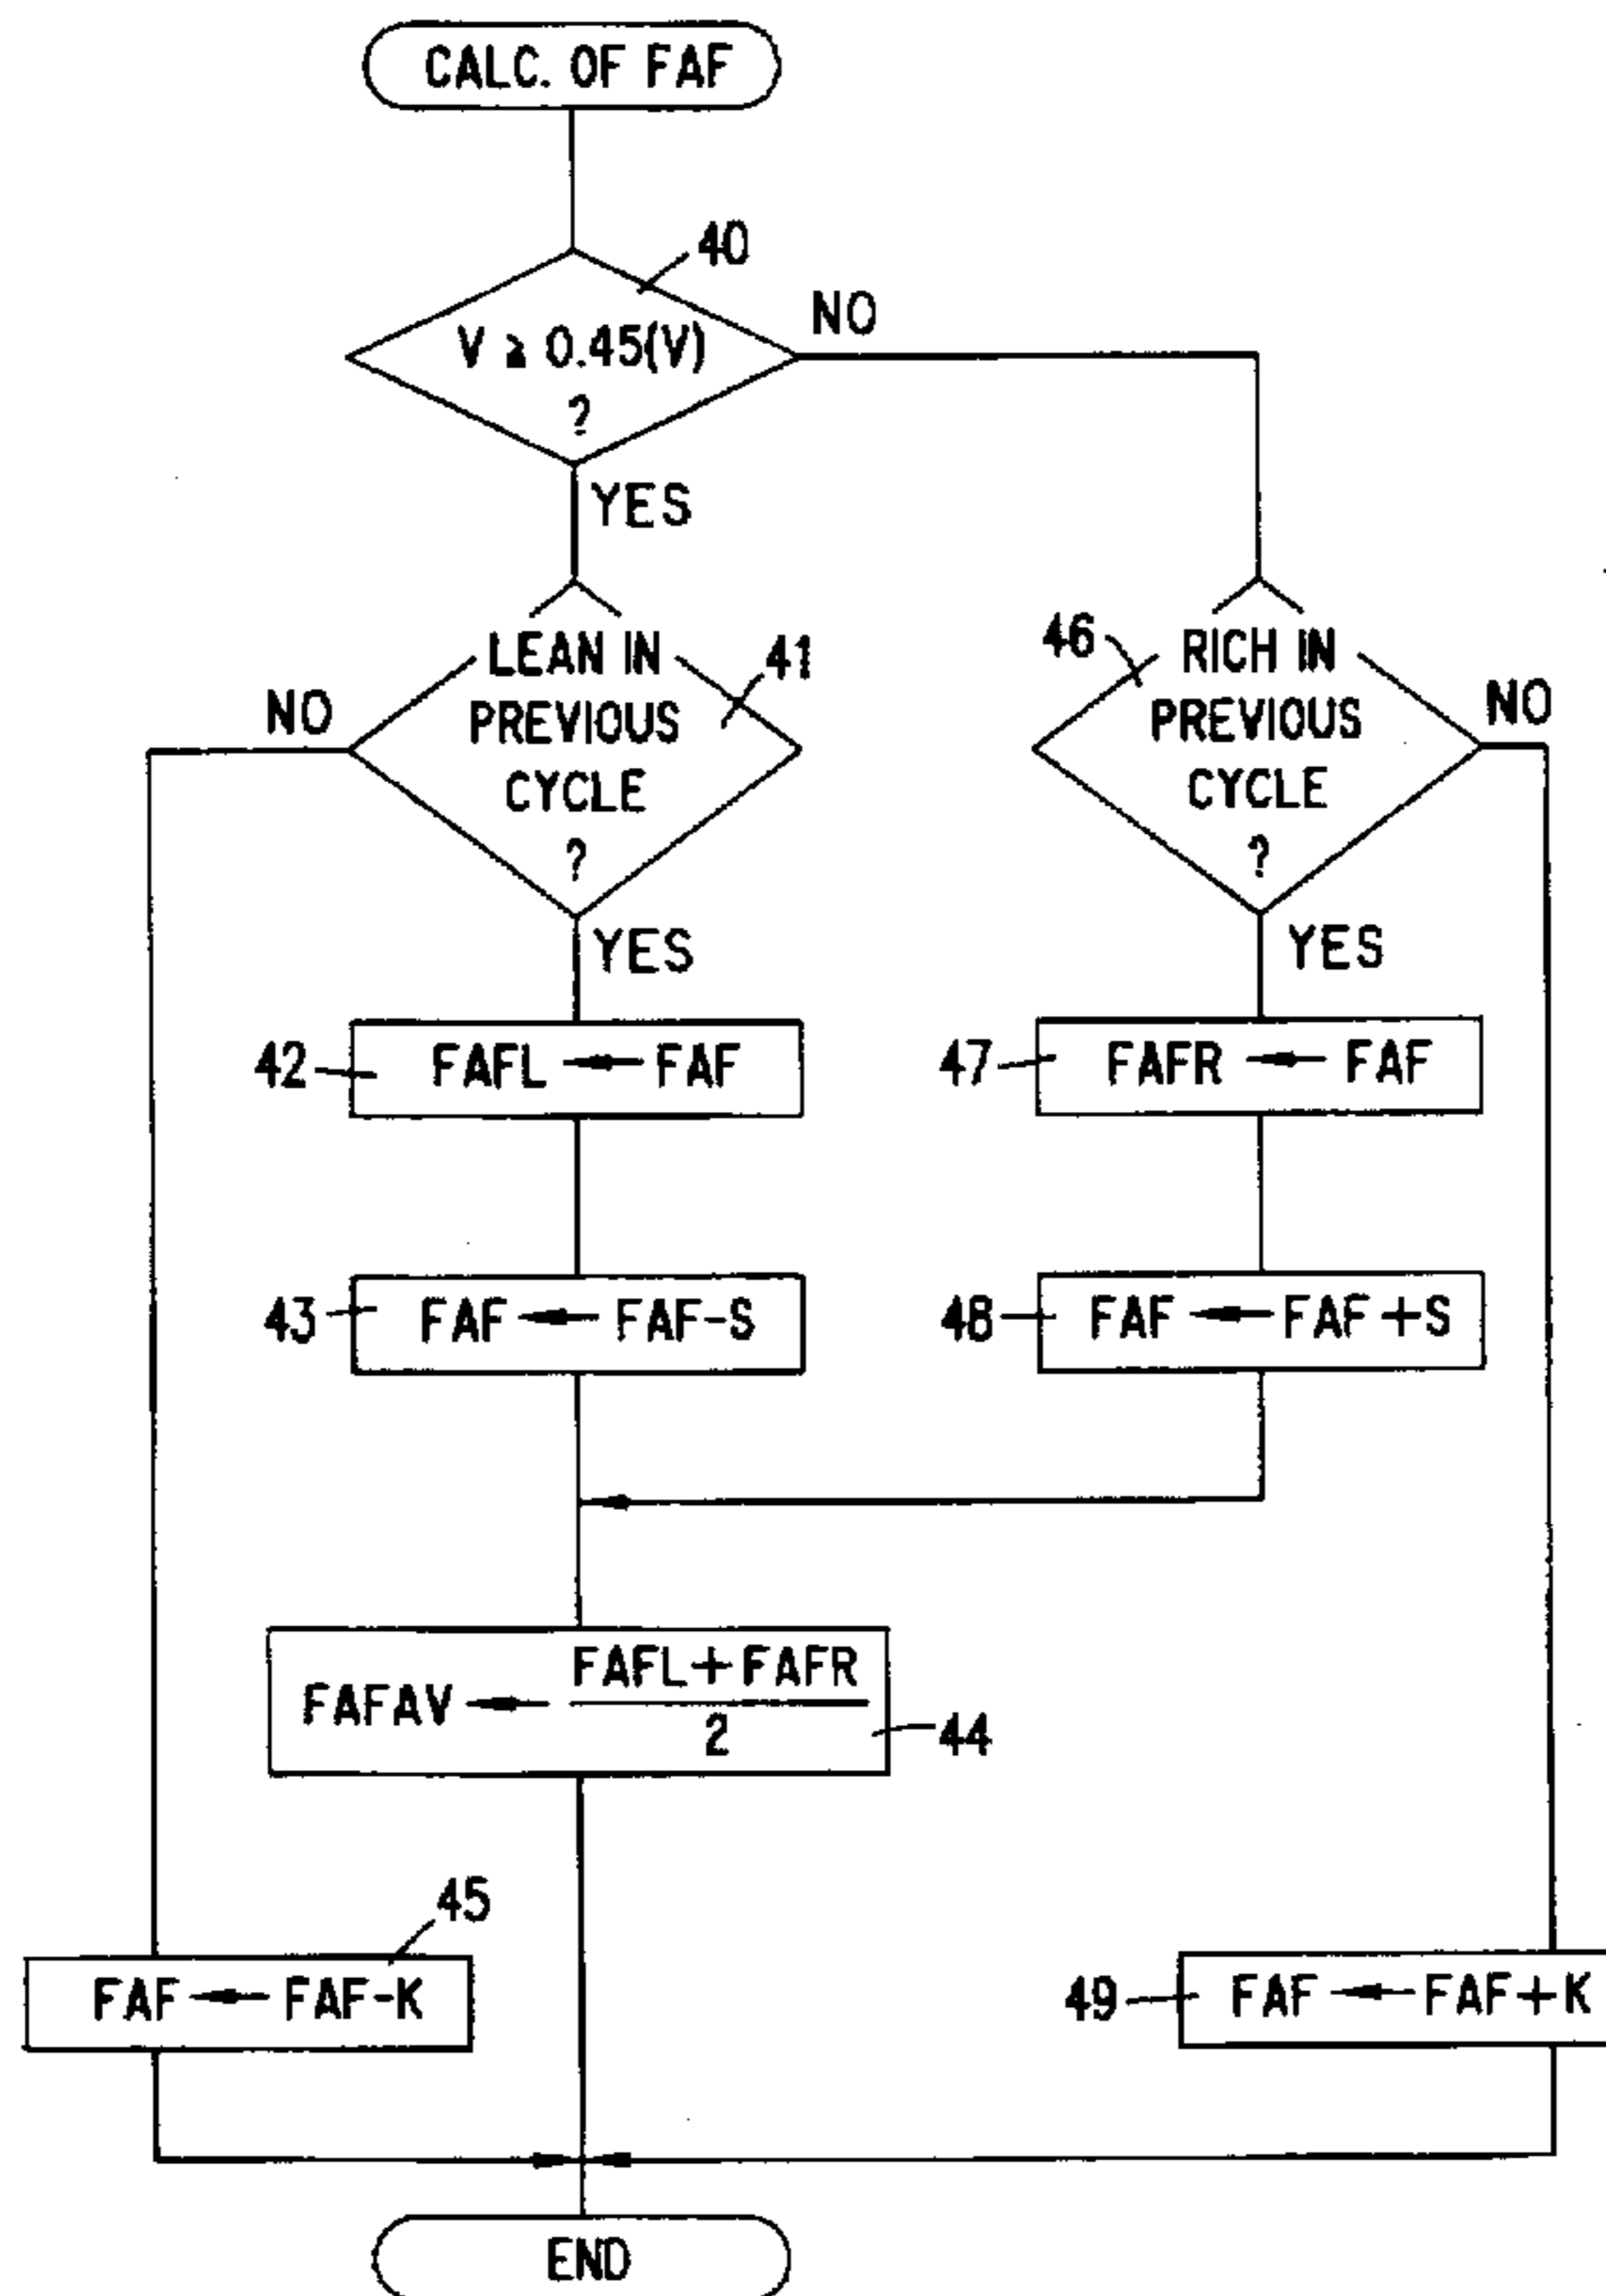 CALC. OF FAF
40
V ≧ 0.45(V)
?
NO
YES
LEAN IN
PREVIOUS
CYCLE
?
41
NO
YES
46
RICH IN
PREVIOUS
CYCLE
?
NO
YES
42
FAFL ← FAF
47
FAFR ← FAF
43
FAF ← FAF-S
48
FAF ← FAF+S
FAFAV ← FAFL+FAFR
2
44
45
FAF ← FAF-K
49
FAF ← FAF+K
END